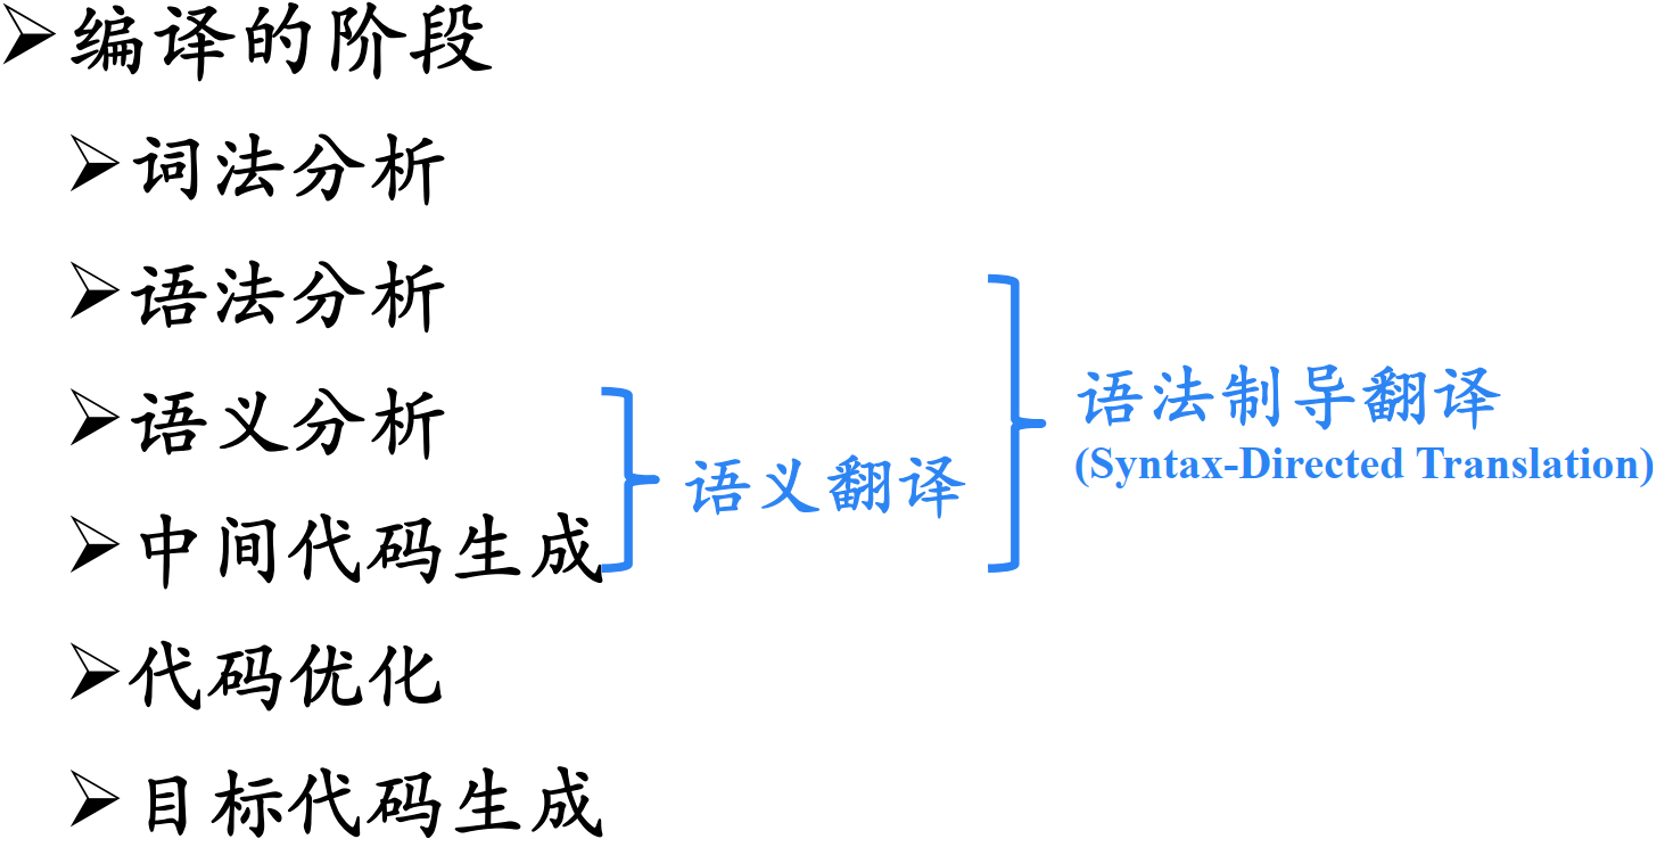 编译的阶段
词法分析
语法分析
语义分析
中间代码生成
代码优化
目标代码生成
语义翻译
语法制导翻译
(Syntax-Directed Translation)